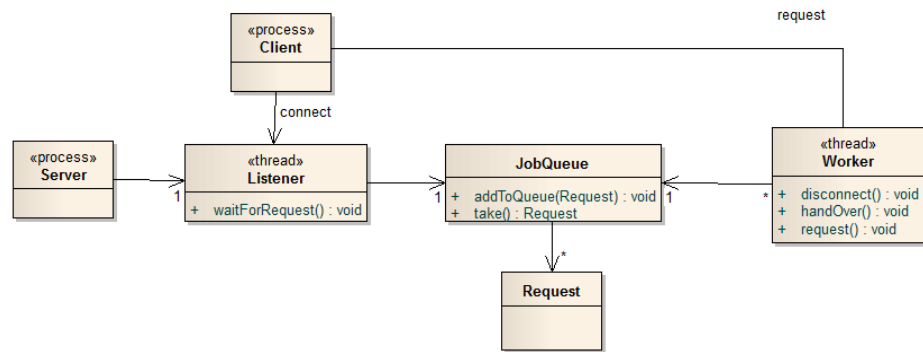 request
«process»
Client
connect
«process»
Server
1
«thread»
Listener
+ waitForRequest() : void
1
JobQueue
+ addToQueue(Request) : void
+ take() : Request
1
*
«thread»
Worker
+ disconnect() : void
+ handOver() : void
+ request() : void
*
Request